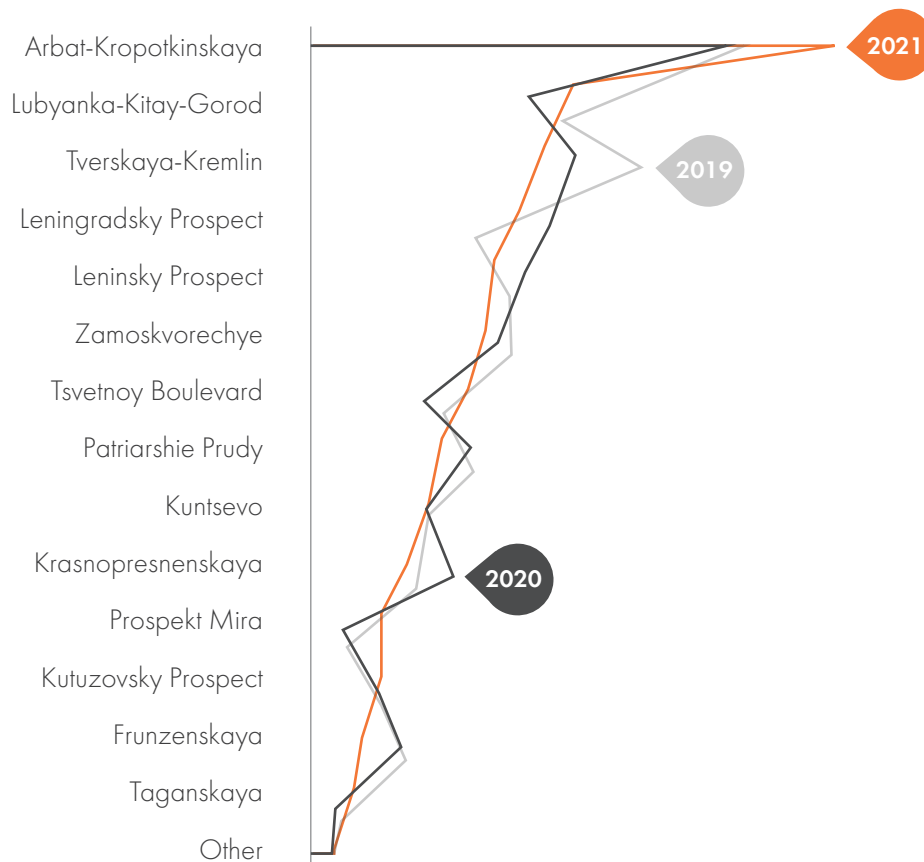 Arbat-Kropotkinskaya
2021
Lubyanka-Kitay-Gorod
Tverskaya-Kremlin
2019
Leningradsky Prospect
Leninsky Prospect
Zamoskvorechye
Tsvetnoy Boulevard
Patriarshie Prudy
Kuntsevo
Krasnopresnenskaya
2020
Prospekt Mira
Kutuzovsky Prospect
Frunzenskaya
Taganskaya
Other